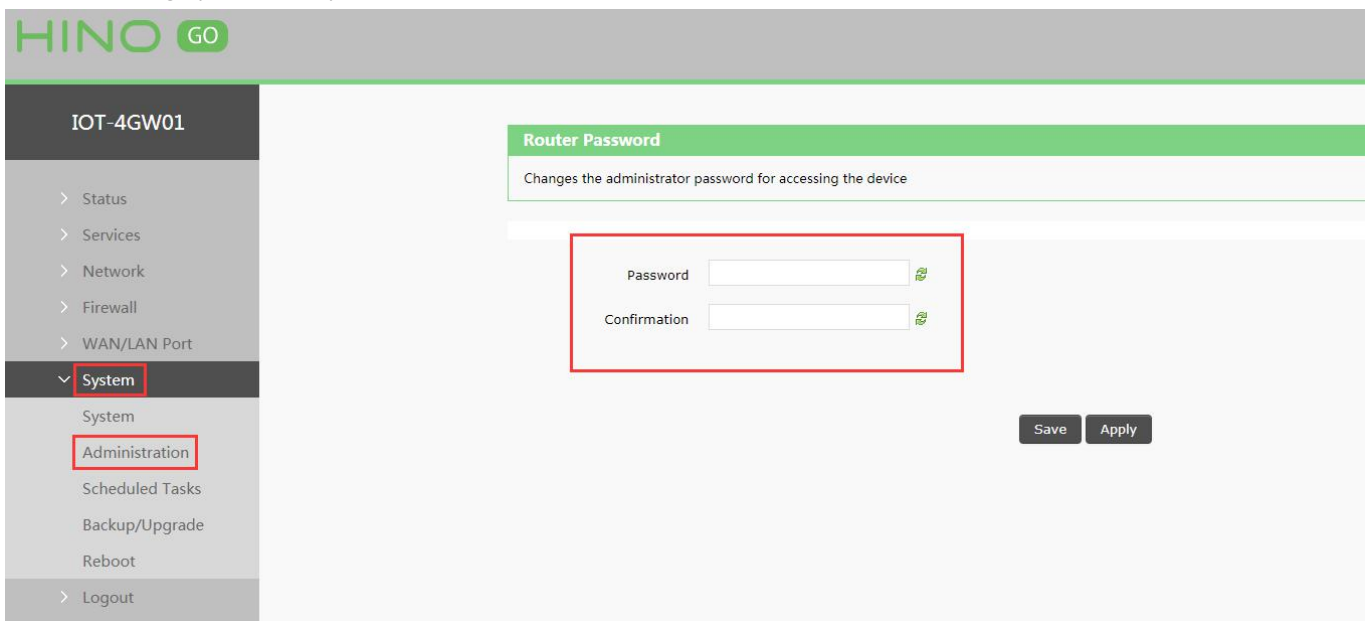 HINO GO
IOT-4GW01
Status
Services
Network
Firewall
WAN/LAN Port
System
System
Administration
Scheduled Tasks
Backup/Upgrade
Reboot
Logout
Router Password
Changes the administrator password for accessing the device
Password
Confirmation
Save Apply